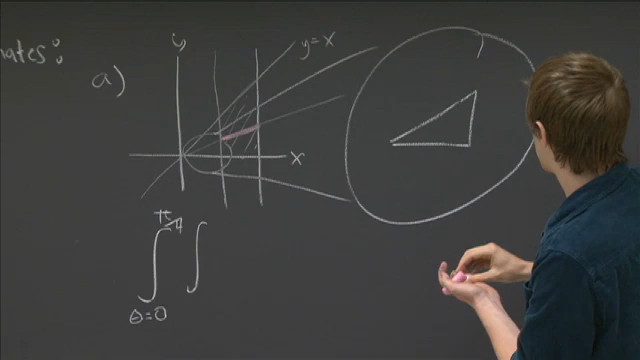 nates:
a)
y
y=x
x
∫ π/4 ∫
θ=0